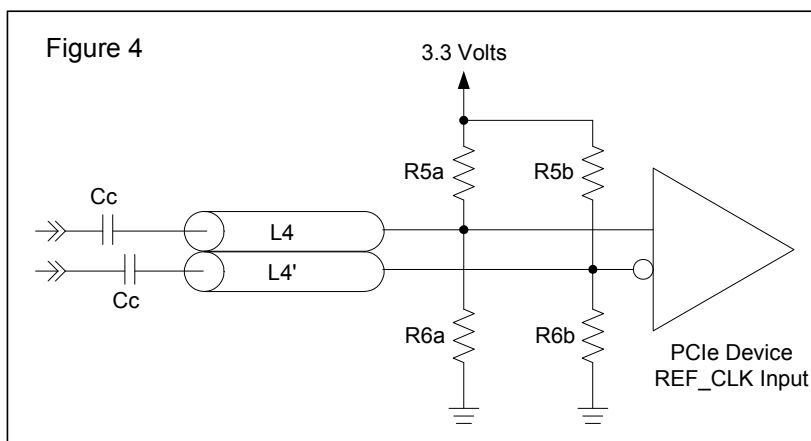 Figure 4
3.3 Volts
R5a
R5b
Cc
L4
L4'
Cc
R6a
R6b
PCIe Device
REF_CLK Input